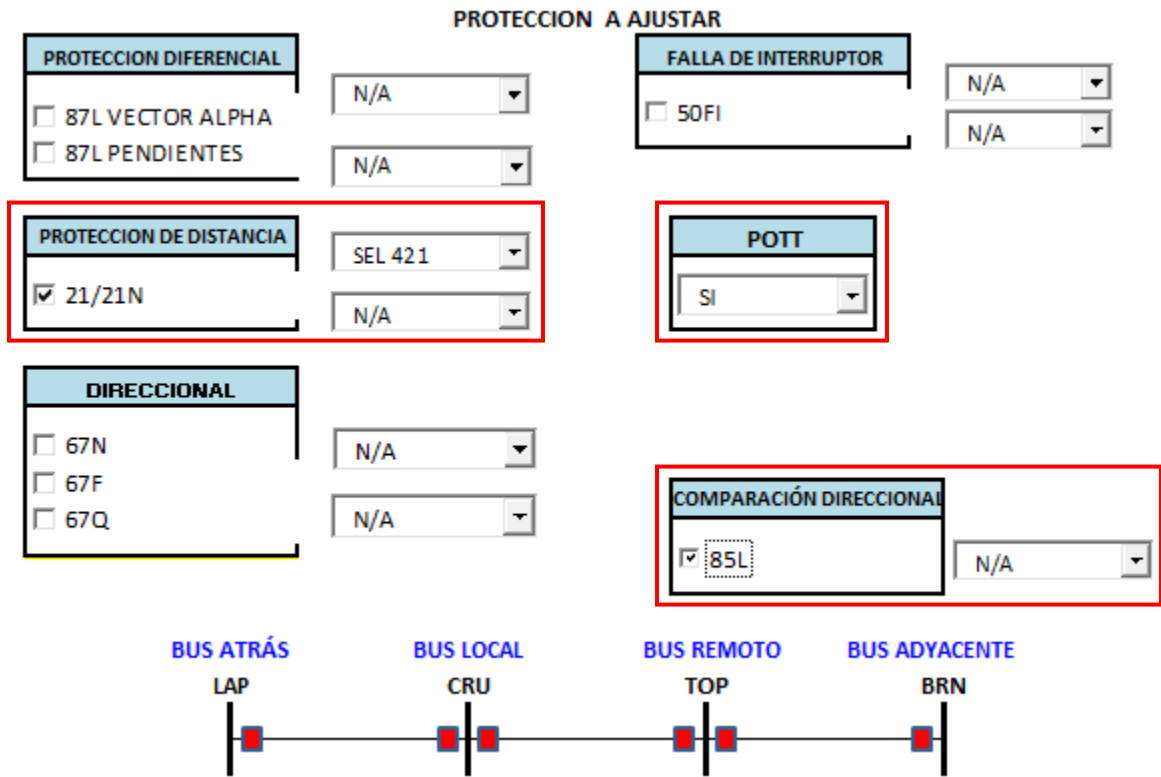 PROTECCION A AJUSTAR
PROTECCION DIFERENCIAL
87L VECTOR ALPHA
87L PENDIENTES
N/A
N/A
FALLA DE INTERRUPTOR
50FI
N/A
N/A
PROTECCION DE DISTANCIA
21/21N
SEL 421
N/A
POTT
SI
DIRECCIONAL
67N
67F
67Q
N/A
N/A
COMPARACIÓN DIRECCIONAL
85L
N/A
BUS ATRÁS BUS LOCAL BUS REMOTO BUS ADYACENTE
LAP CRU TOP BRN